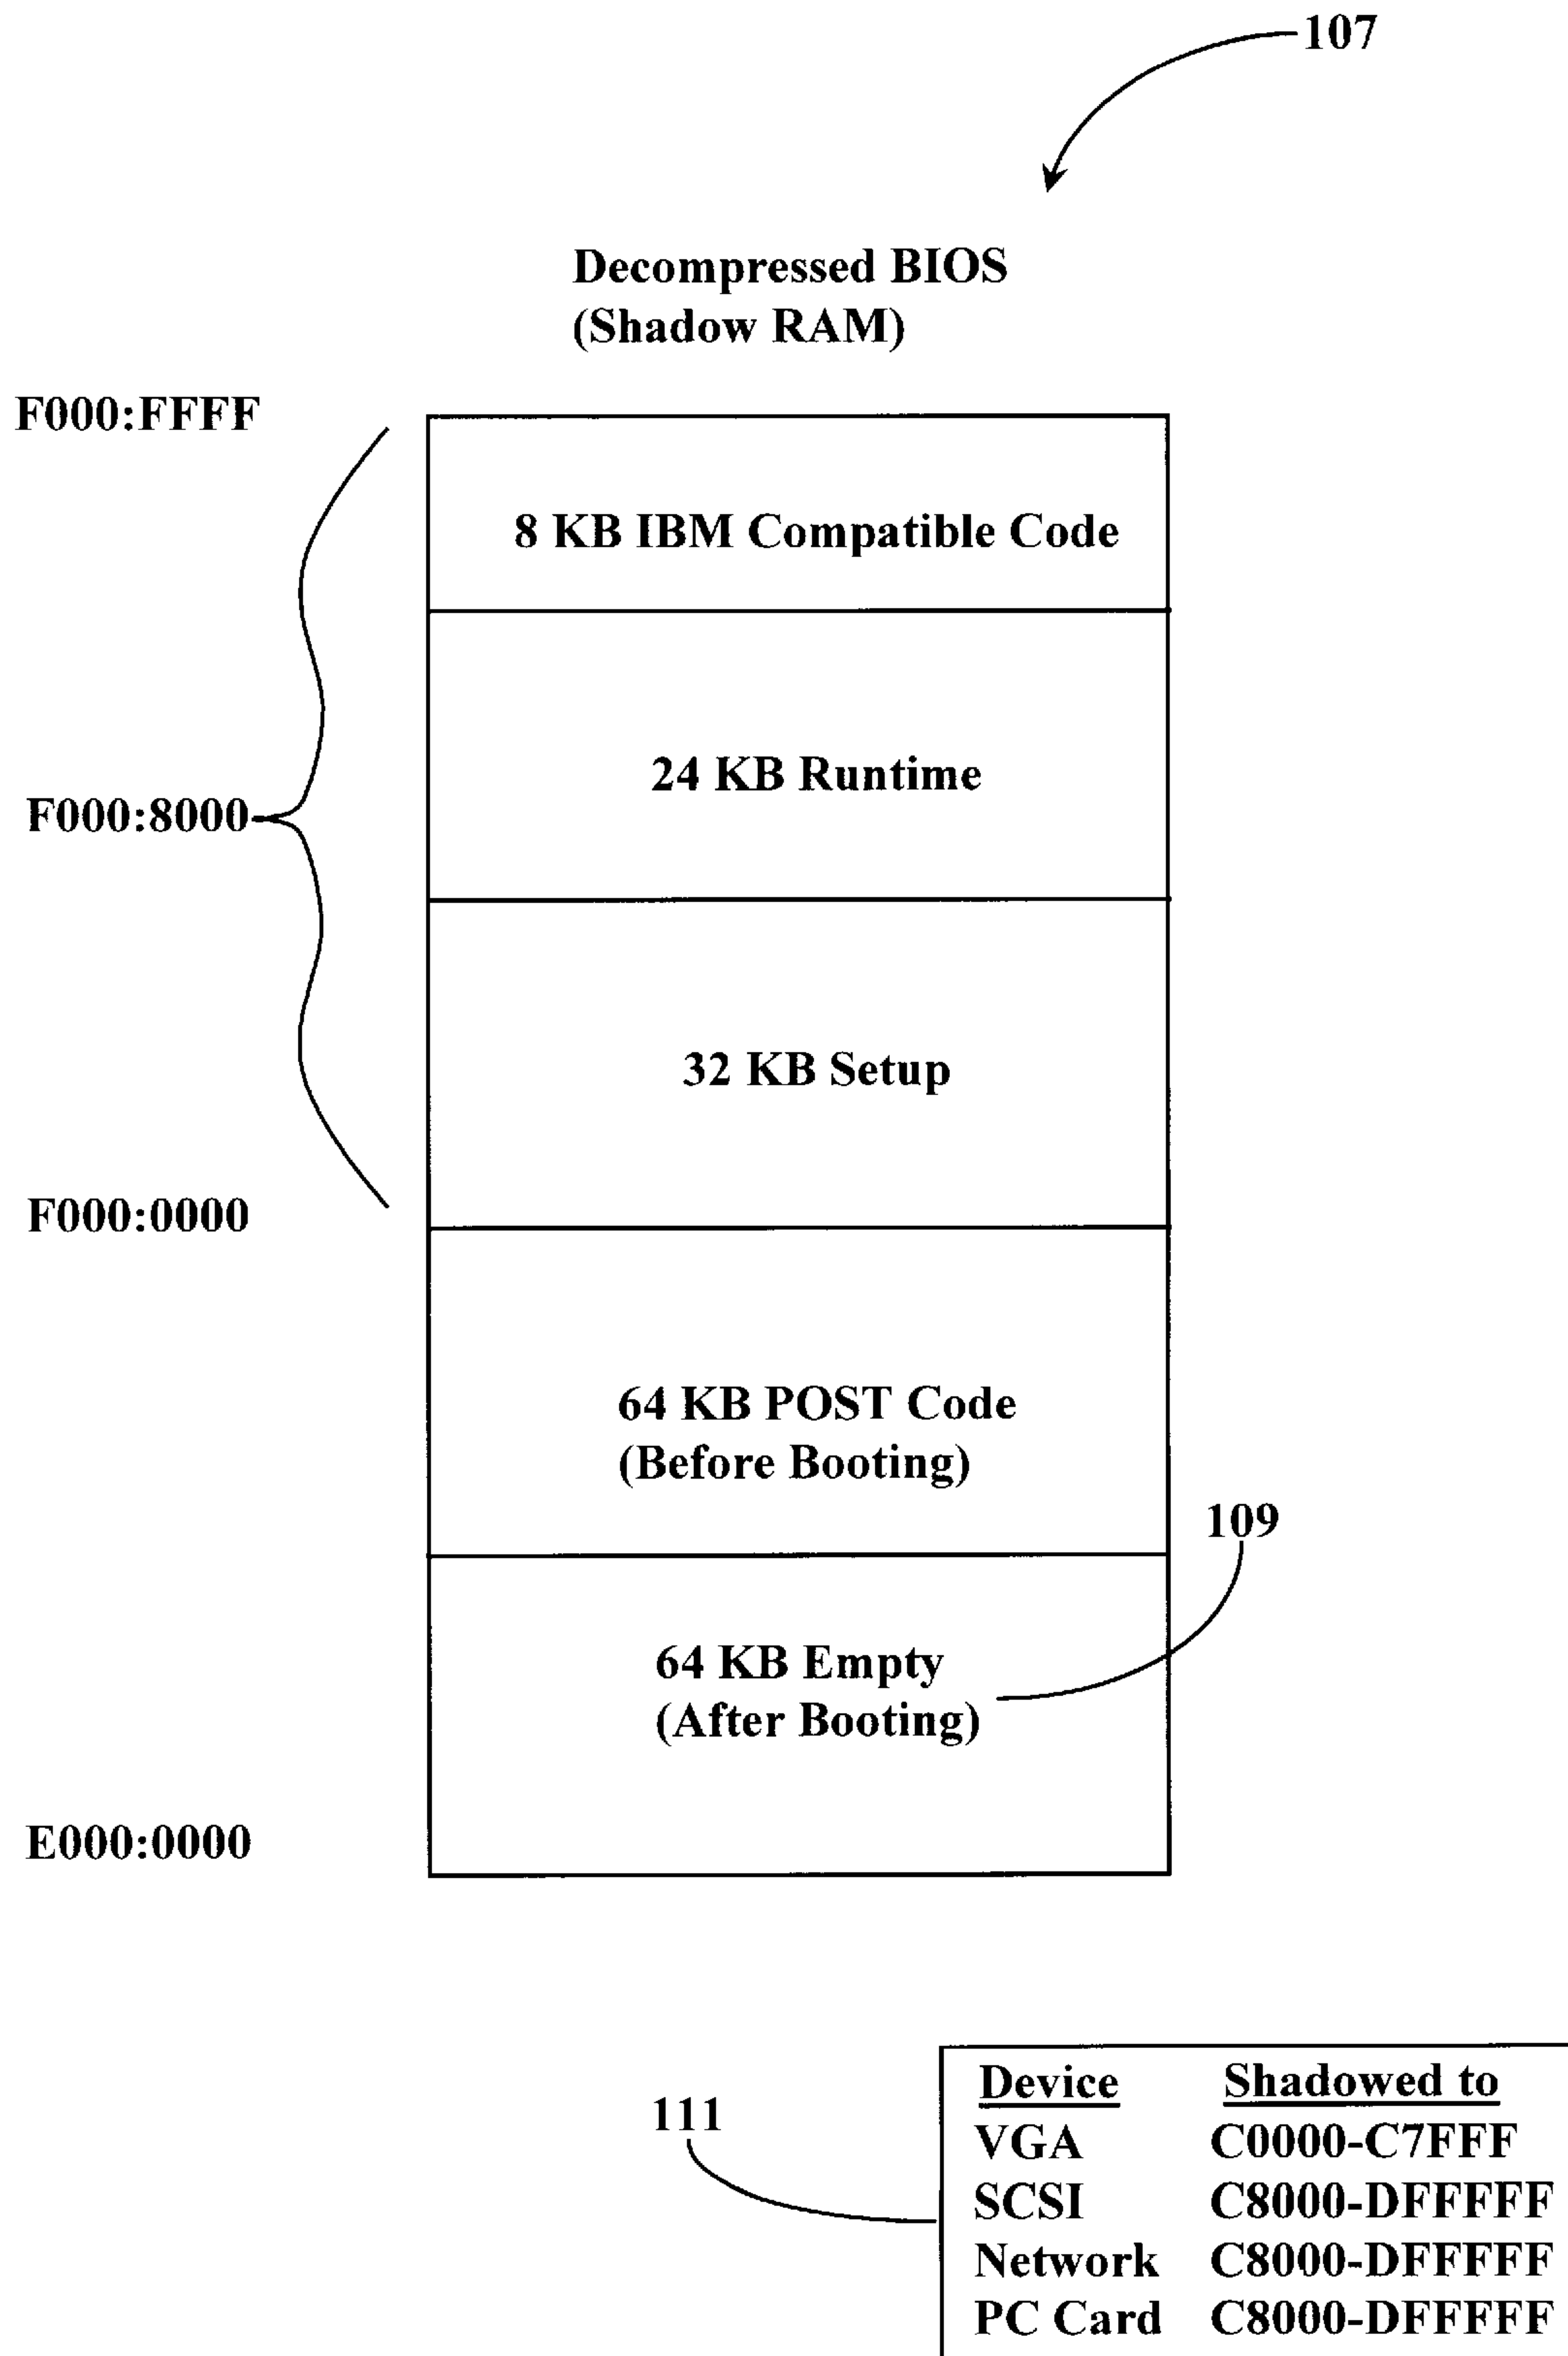 107
Decompressed BIOS
(Shadow RAM)
F000:FFFF
8 KB IBM Compatible Code
24 KB Runtime
F000:8000
32 KB Setup
F000:0000
64 KB POST Code
(Before Booting)
109
64 KB Empty
(After Booting)
E000:0000
111
Device Shadowed to
VGA C0000-C7FFF
SCSI C8000-DFFFFF
Network C8000-DFFFFF
PC Card C8000-DFFFFF